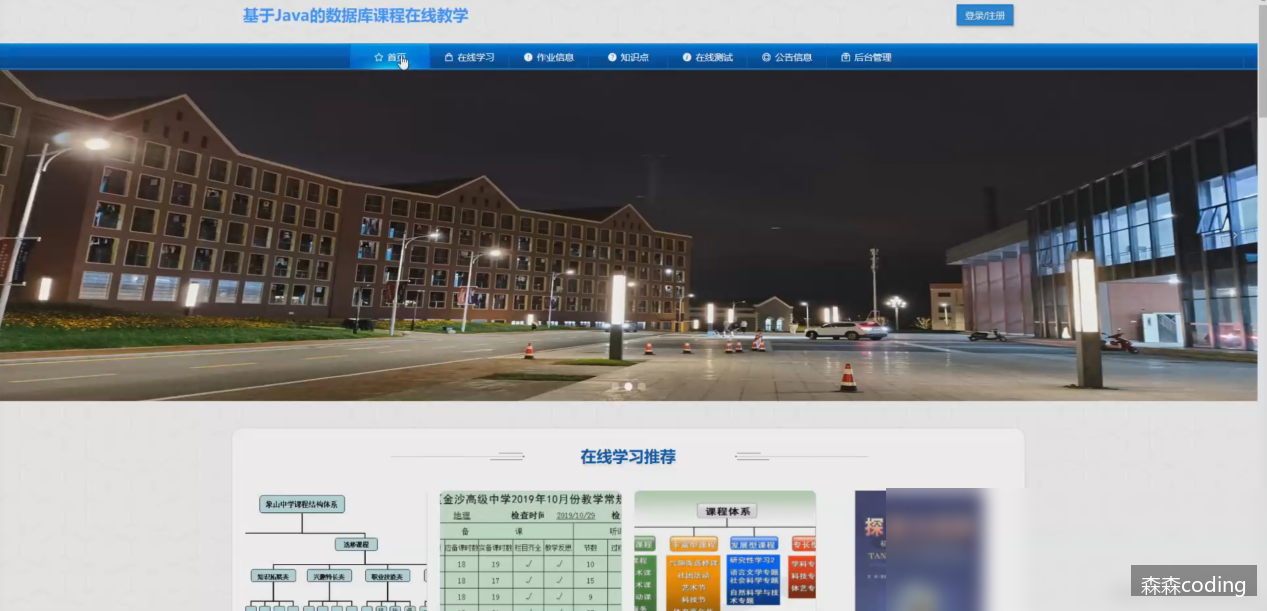 基于Java的数据库课程在线教学
登录/注册
首页
在线学习
作业信息
知识点
在线测试
公告信息
后台管理
在线学习推荐
象山中学课程结构体系
选修课程
知识拓展类
兴趣特长类
职业技能类
金沙高级中学2019年10月份教学常规
地理
检查时间
2019/10/29
检
备
课
听
应备课时数
实备课时数
栏目齐全
教学反思
节数
18 19 √ √ 10
18 17 √ √ 15
18 19 √ √ 9
课程体系
课程
发展型课程
专长型
研究性学习2
语言文学专题
社会科学专题
自然科学与技
术专题
学科专
科技专
体艺专
艺术节
科技节
探
TAN
森森coding